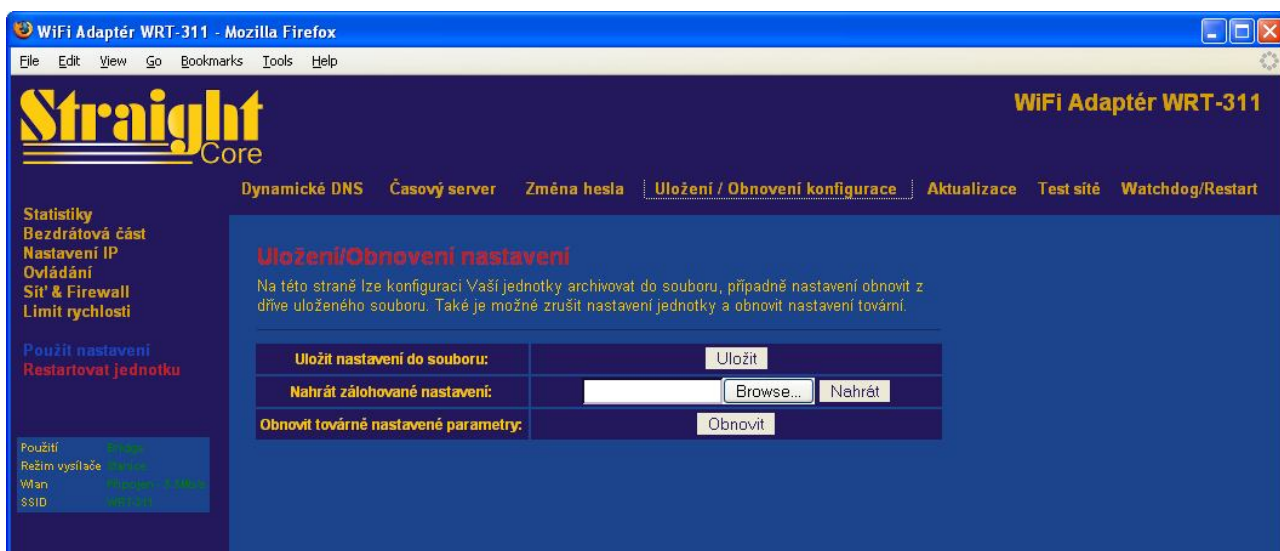 WiFi Adaptér WRT-311 - Mozilla Firefox
File Edit View Go Bookmarks Tools Help
Straight Core
WiFi Adaptér WRT-311
Dynamické DNS Časový server Změna hesla Uložení / Obnovení konfigurace Aktualizace Test sítě Watchdog/Restart
Statistiky
Bezdrátová část
Nastavení IP
Ovládání
Síť & Firewall
Limit rychlosti
Použít nastavení
Restartovat jednotku
Použití Bridge
Režim vysílače
Wlan
SSID
Uložení/Obnovení nastavení
Na této straně lze konfiguraci Vaší jednotky archivovat do souboru, případně nastavení obnovit z
dříve uloženého souboru. Také je možné zrušit nastavení jednotky a obnovit nastavení tovární.
Uložit nastavení do souboru: Uložit
Nahrát zálohované nastavení: Browse... Nahrát
Obnovit továrně nastavené parametry: Obnovit